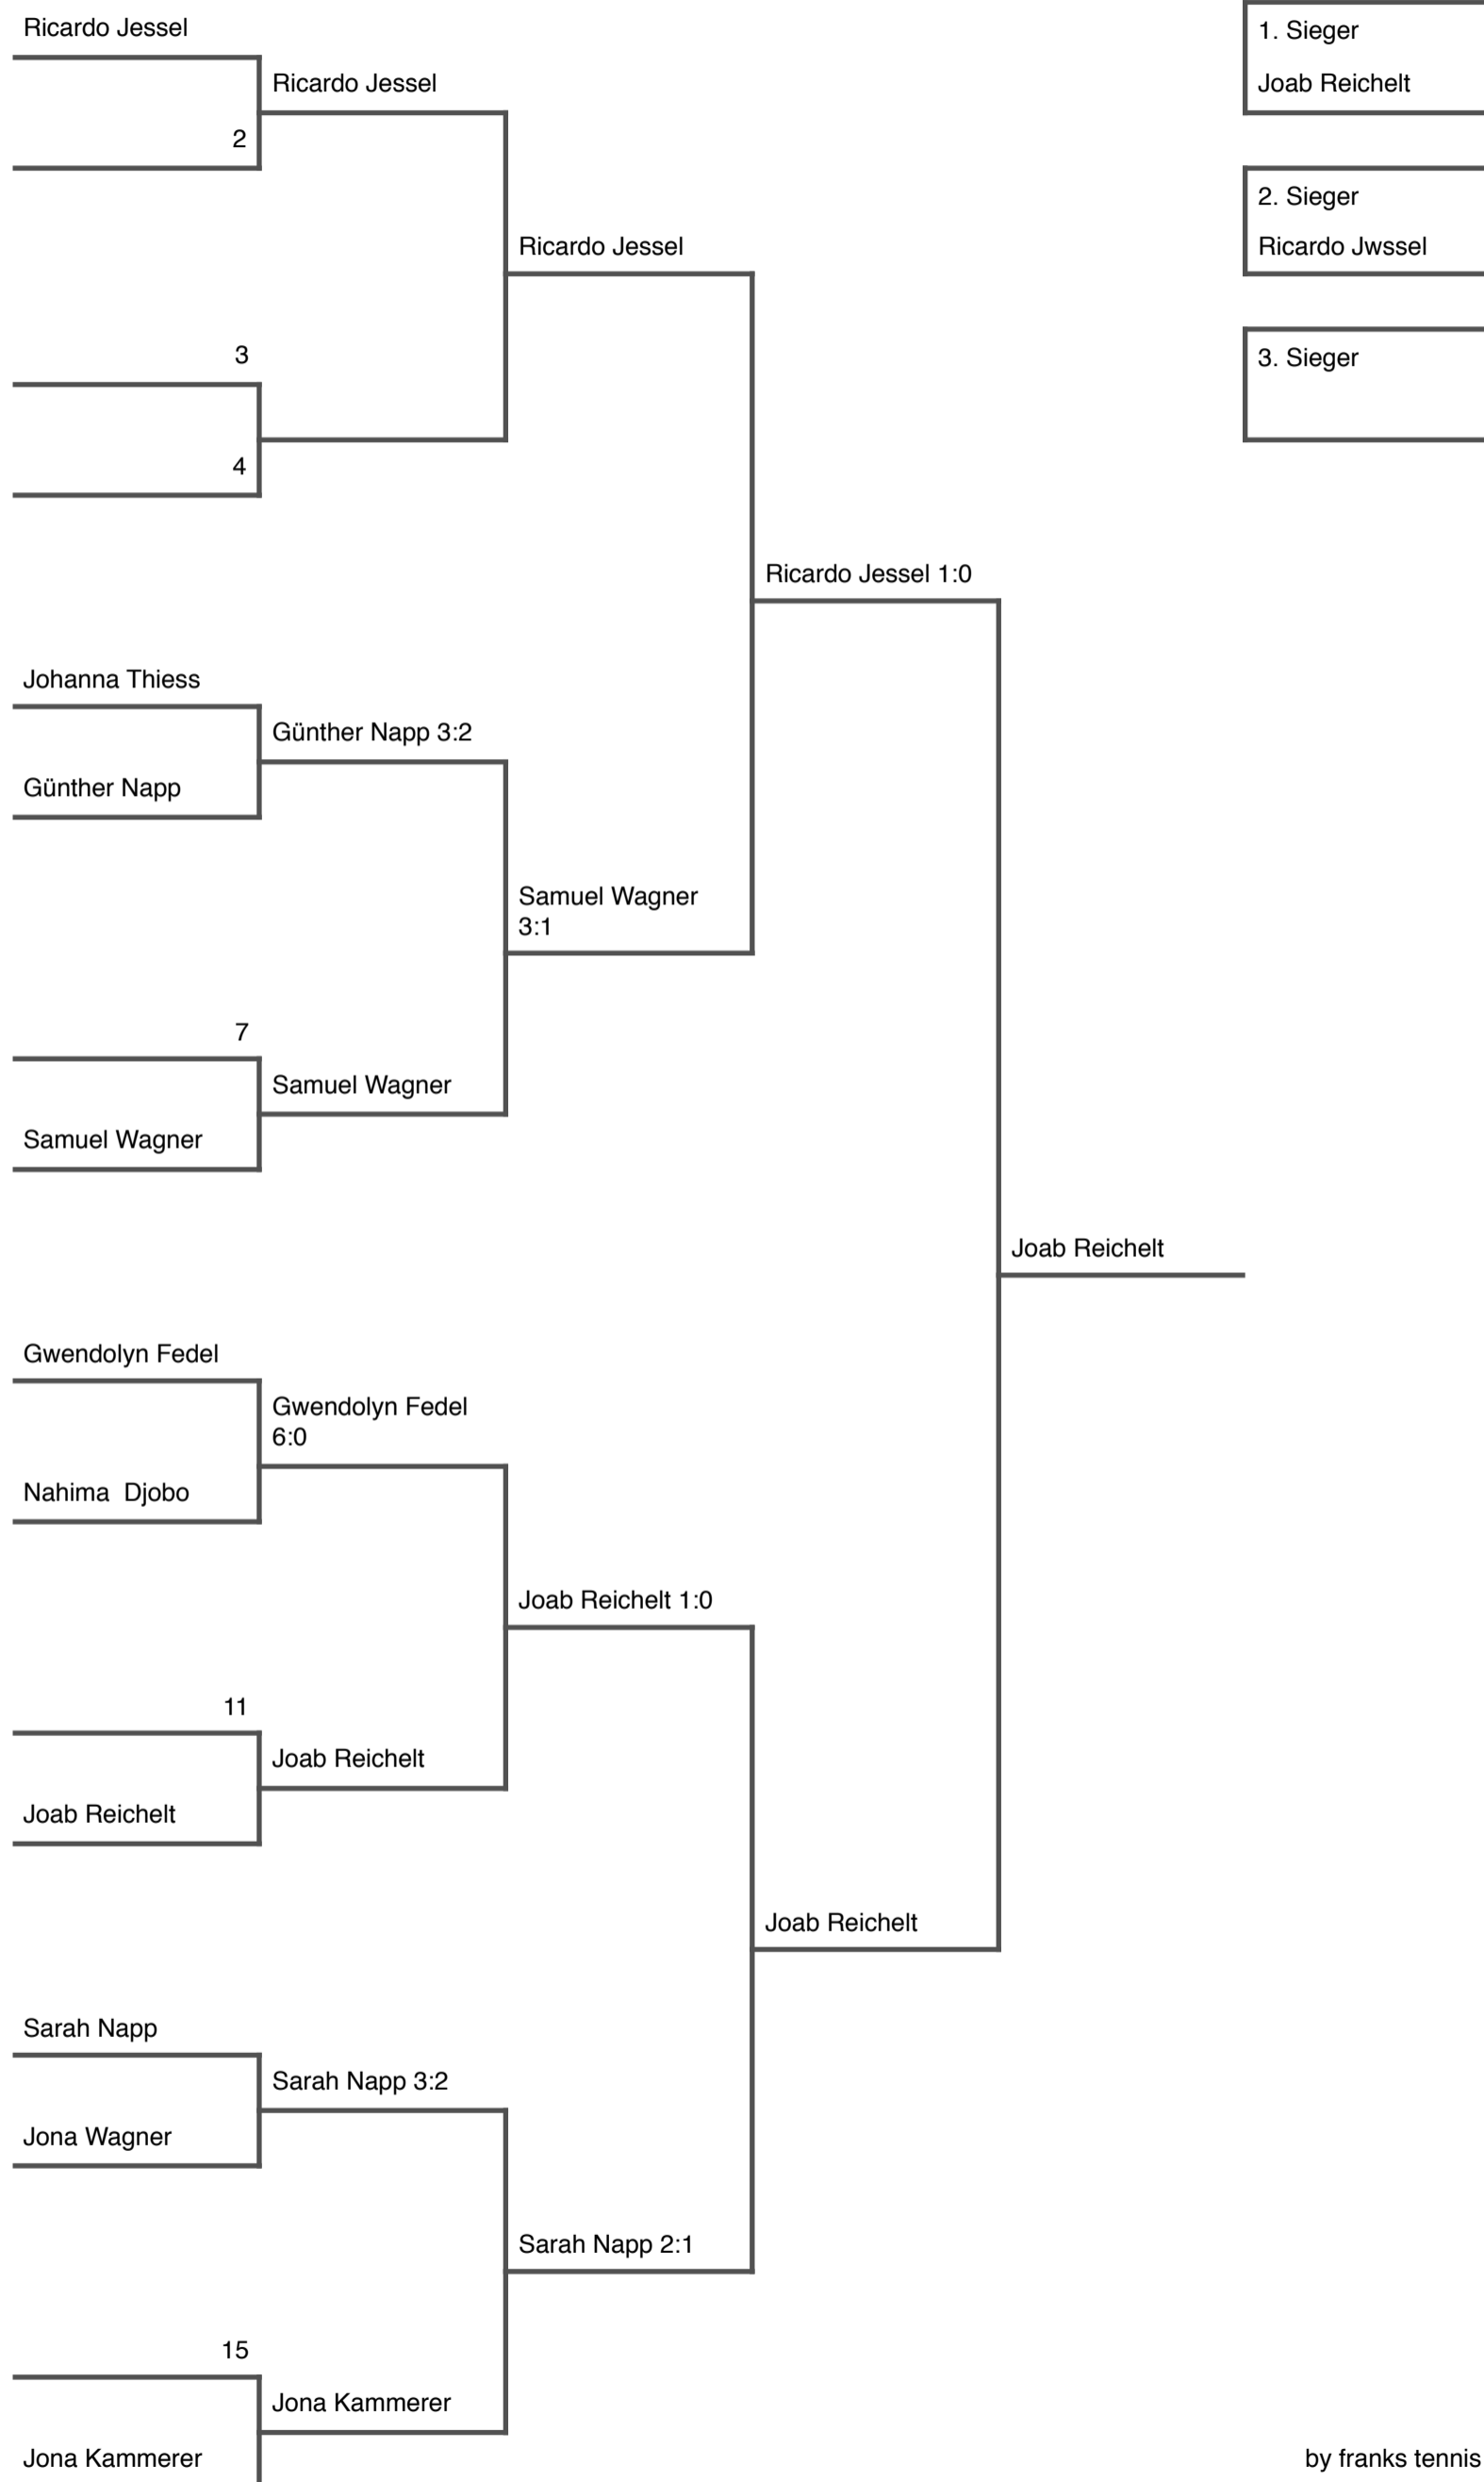 Ricardo Jessel
1. Sieger
Ricardo Jessel
Joab Reichelt
2
2. Sieger
Ricardo Jessel
Ricardo Jwssel
3
3. Sieger
4
Ricardo Jessel 1:0
Johanna Thiess
Günther Napp 3:2
Günther Napp
Samuel Wagner
3:1
7
Samuel Wagner
Samuel Wagner
Joab Reichelt
Gwendolyn Fedel
Gwendolyn Fedel
6:0
Nahima  Djobo
Joab Reichelt 1:0
11
Joab Reichelt
Joab Reichelt
Joab Reichelt
Sarah Napp
Sarah Napp 3:2
Jona Wagner
Sarah Napp 2:1
15
Jona Kammerer
Jona Kammerer
by franks tennis